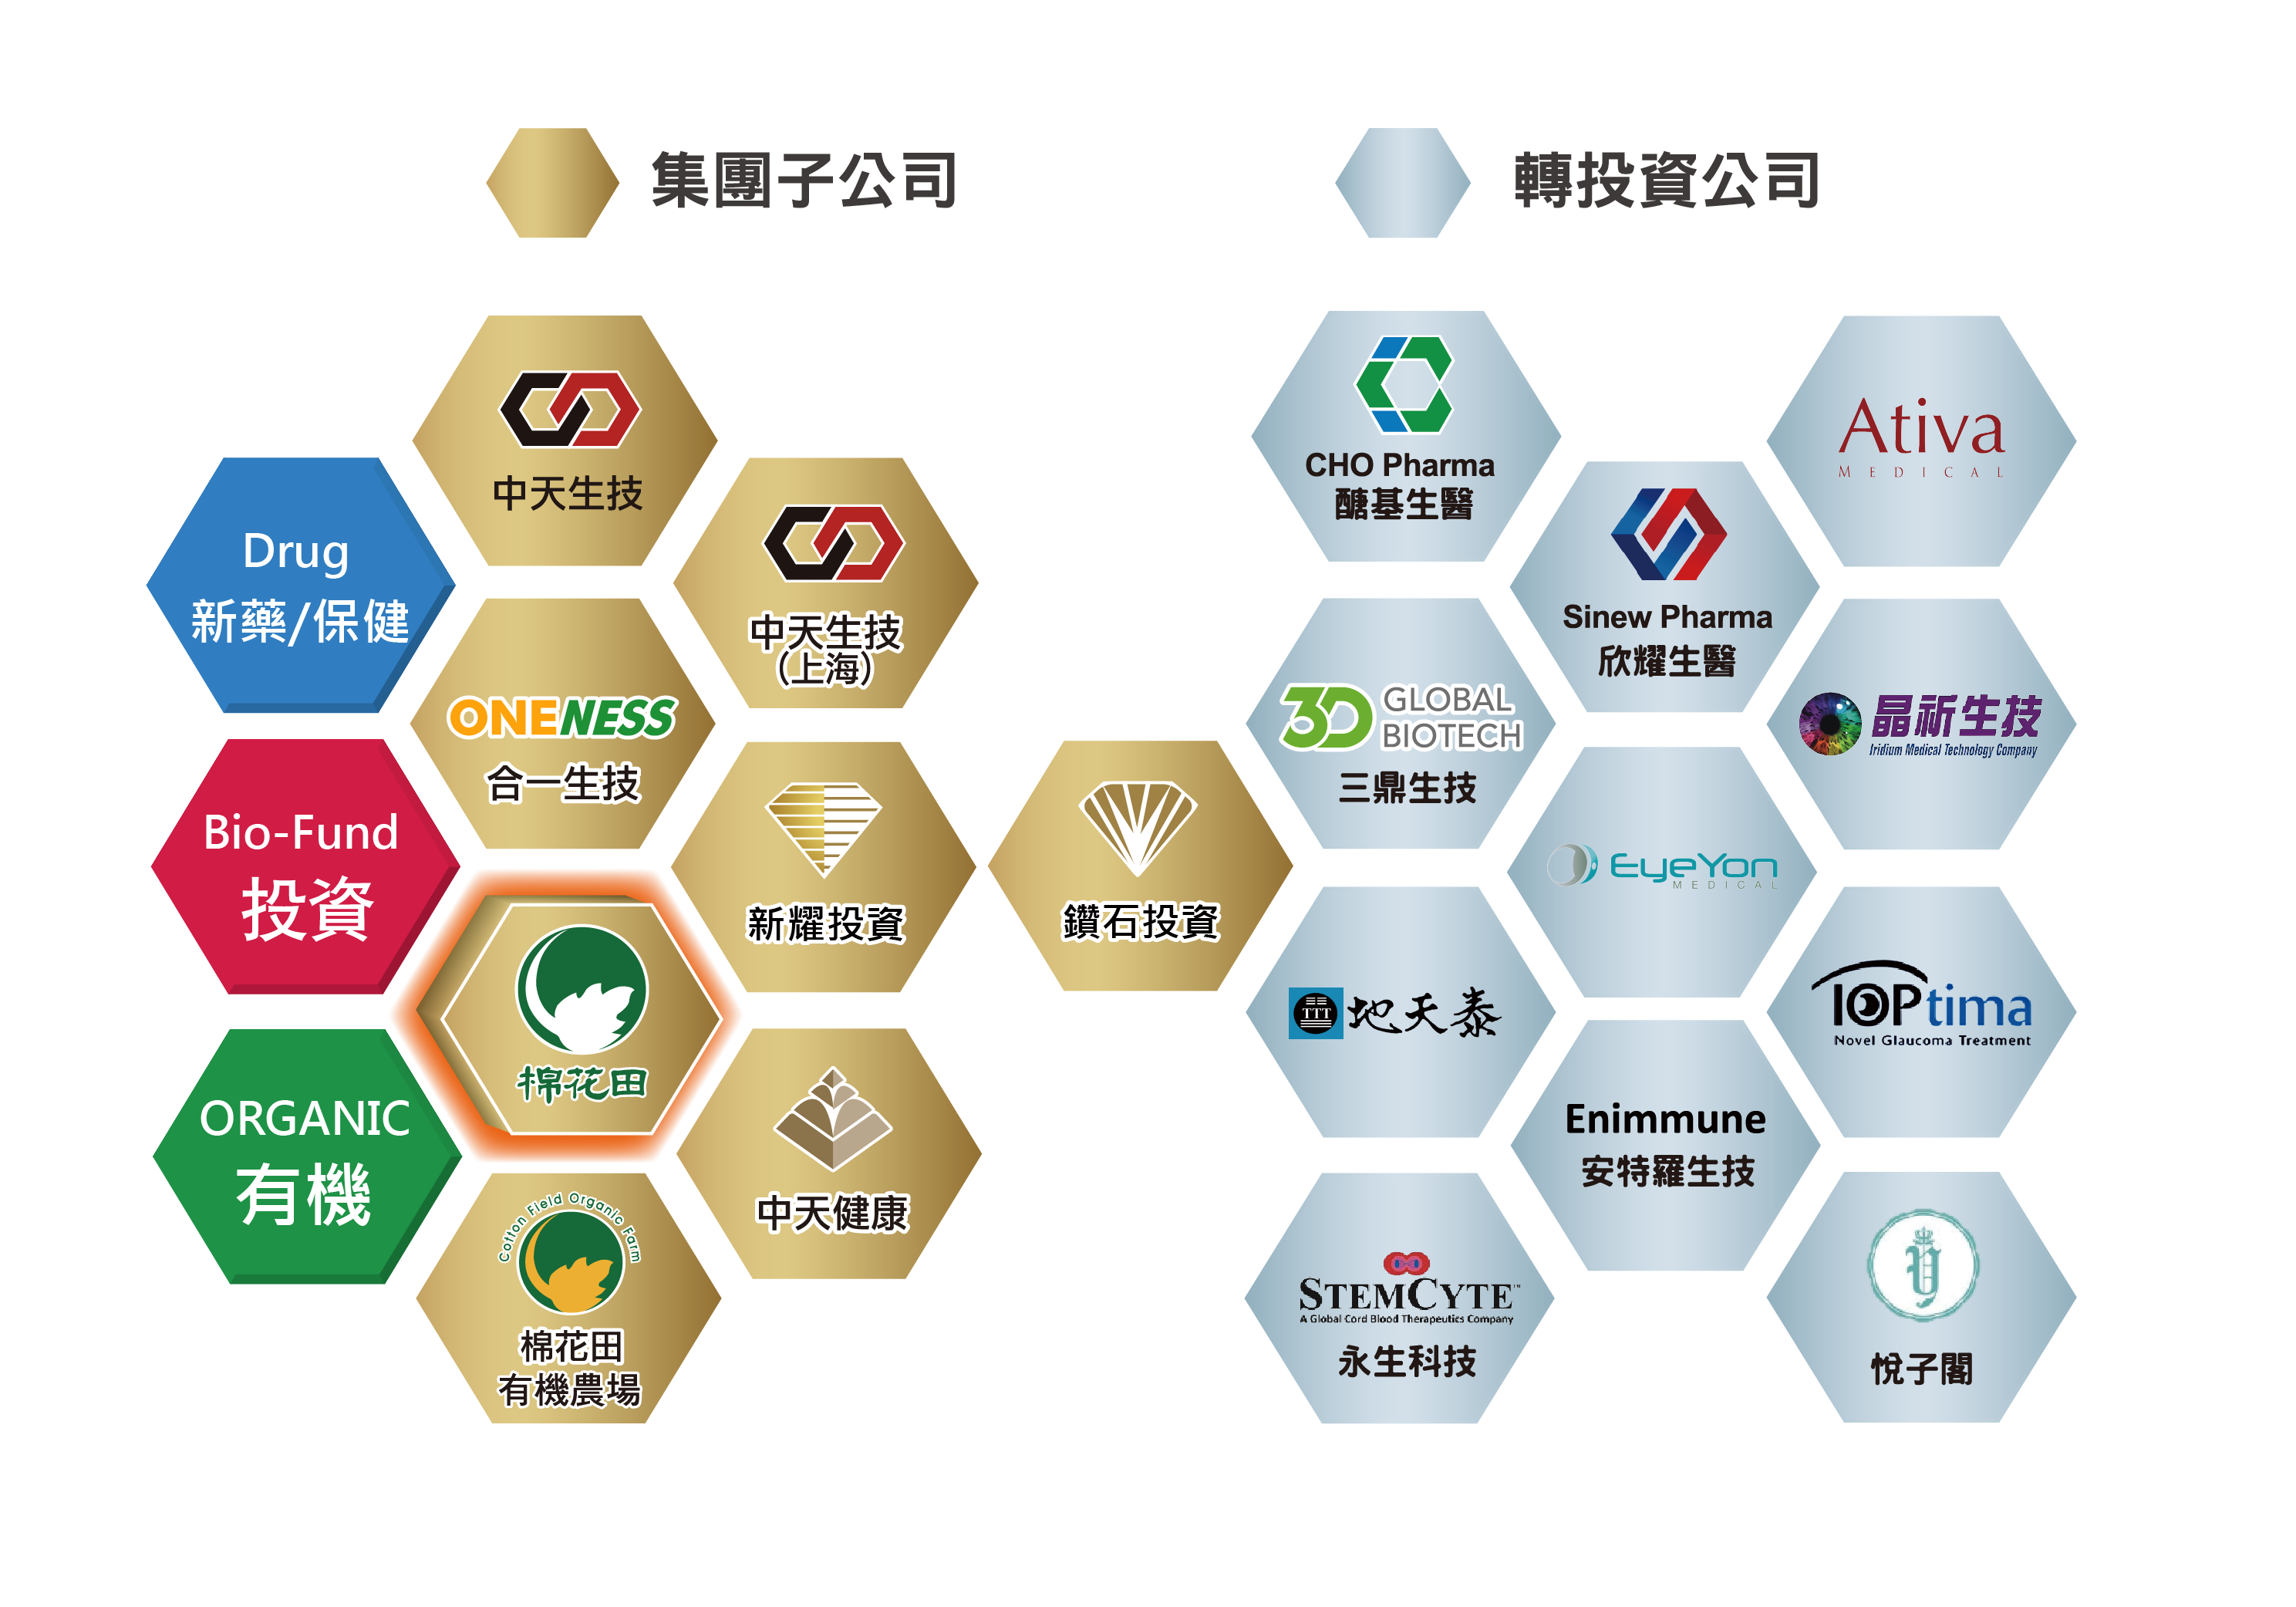 集團子公司
轉投資公司
Drug
新藥/保健
Bio-Fund
投資
ORGANIC
有機
中天生技
中天生技
(上海)
ONENESS
合一生技
新耀投資
鑽石投資
棉花田
中天健康
Cotton Field Organic Farm
棉花田
有機農場
CHO Pharma
醣基生醫
Ativa
MEDICAL
Sinew Pharma
欣耀生醫
3D GLOBAL
BIOTECH
三鼎生技
晶祈生技
Iridium Medical Technology Company
EyeYon
MEDICAL
TTT 地天泰
IOPtima
Novel Glaucoma Treatment
Enimmune
安特羅生技
STEMCYTE™
A Global Cord Blood Therapeutics Company
永生科技
y
悅子閣